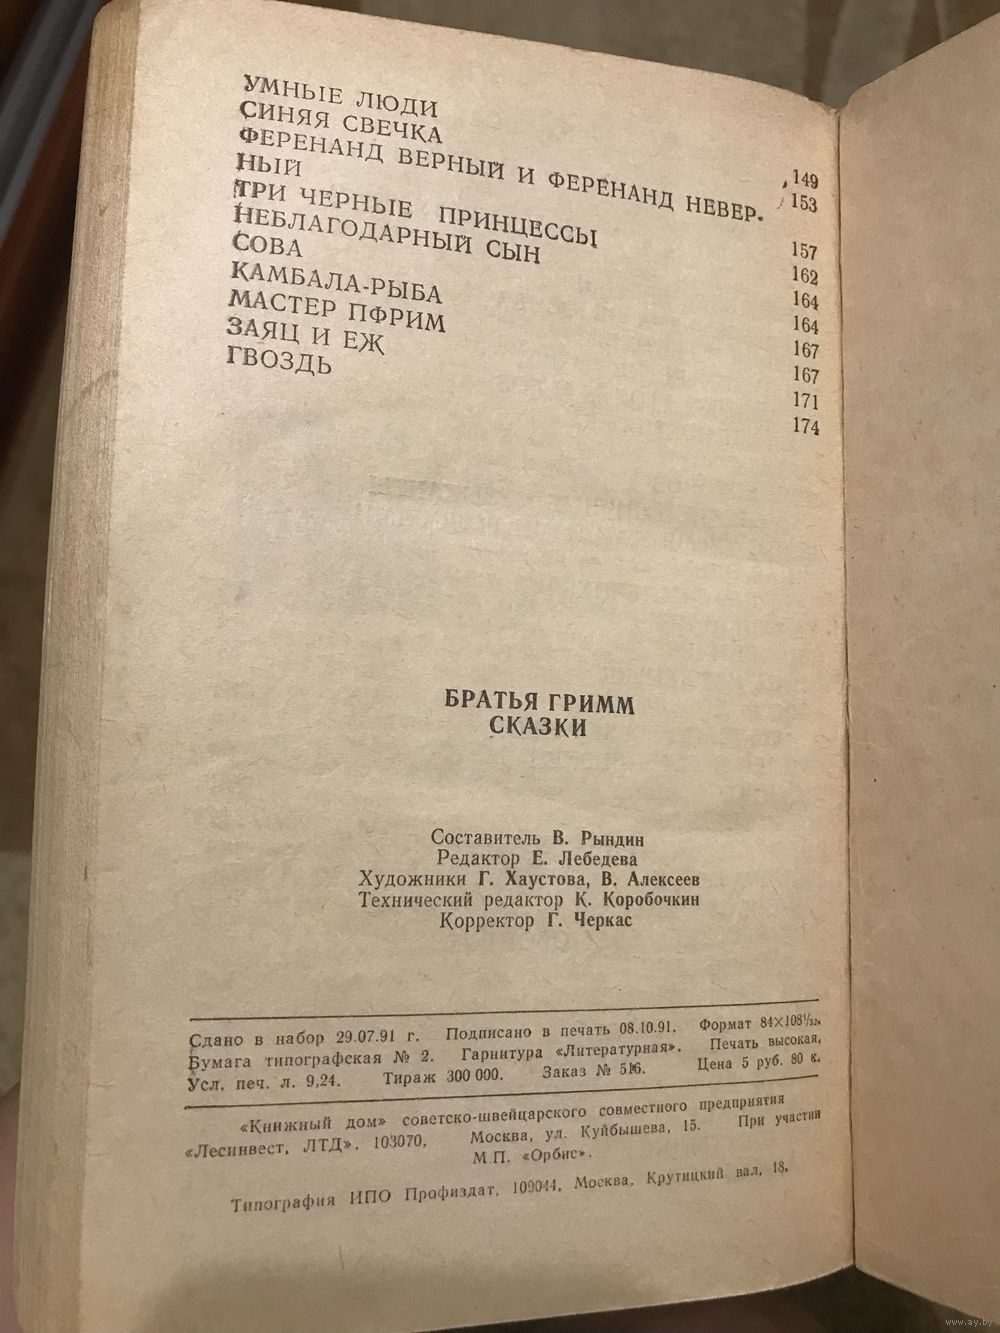 УМНЫЕ ЛЮДИ 149
СИНЯЯ СВЕЧКА 153
ФЕРЕНАНД ВЕРНЫЙ И ФЕРЕНАНД НЕВЕР-
НЫЙ 157
ТРИ ЧЕРНЫЕ ПРИНЦЕССЫ 162
НЕБЛАГОДАРНЫЙ СЫН 164
СОВА 164
КАМБАЛА-РЫБА 167
МАСТЕР ПФРИМ 167
ЗАЯЦ И ЕЖ 171
ГВОЗДЬ 174
БРАТЬЯ ГРИММ
СКАЗКИ
Составитель В. Рындин
Редактор Е. Лебедева
Художники Г. Хаустова, В. Алексеев
Технический редактор К. Коробочкин
Корректор Г. Черкас
Сдано в набор 29.07.91 г. Подписано в печать 08.10.91. Формат 84×108¹/₃₂.
Бумага типографская № 2. Гарнитура «Литературная». Печать высокая.
Усл. печ. л. 9,24. Тираж 300 000. Заказ № 516. Цена 5 руб. 80 к.
«Книжный дом» советско-швейцарского совместного предприятия
«Лесинвест, ЛТД». 103070, Москва, ул. Куйбышева, 15. При участии
М.П. «Орбис».
Типография ИПО Профиздат, 109044, Москва, Крутицкий вал, 18.
www.ay.by